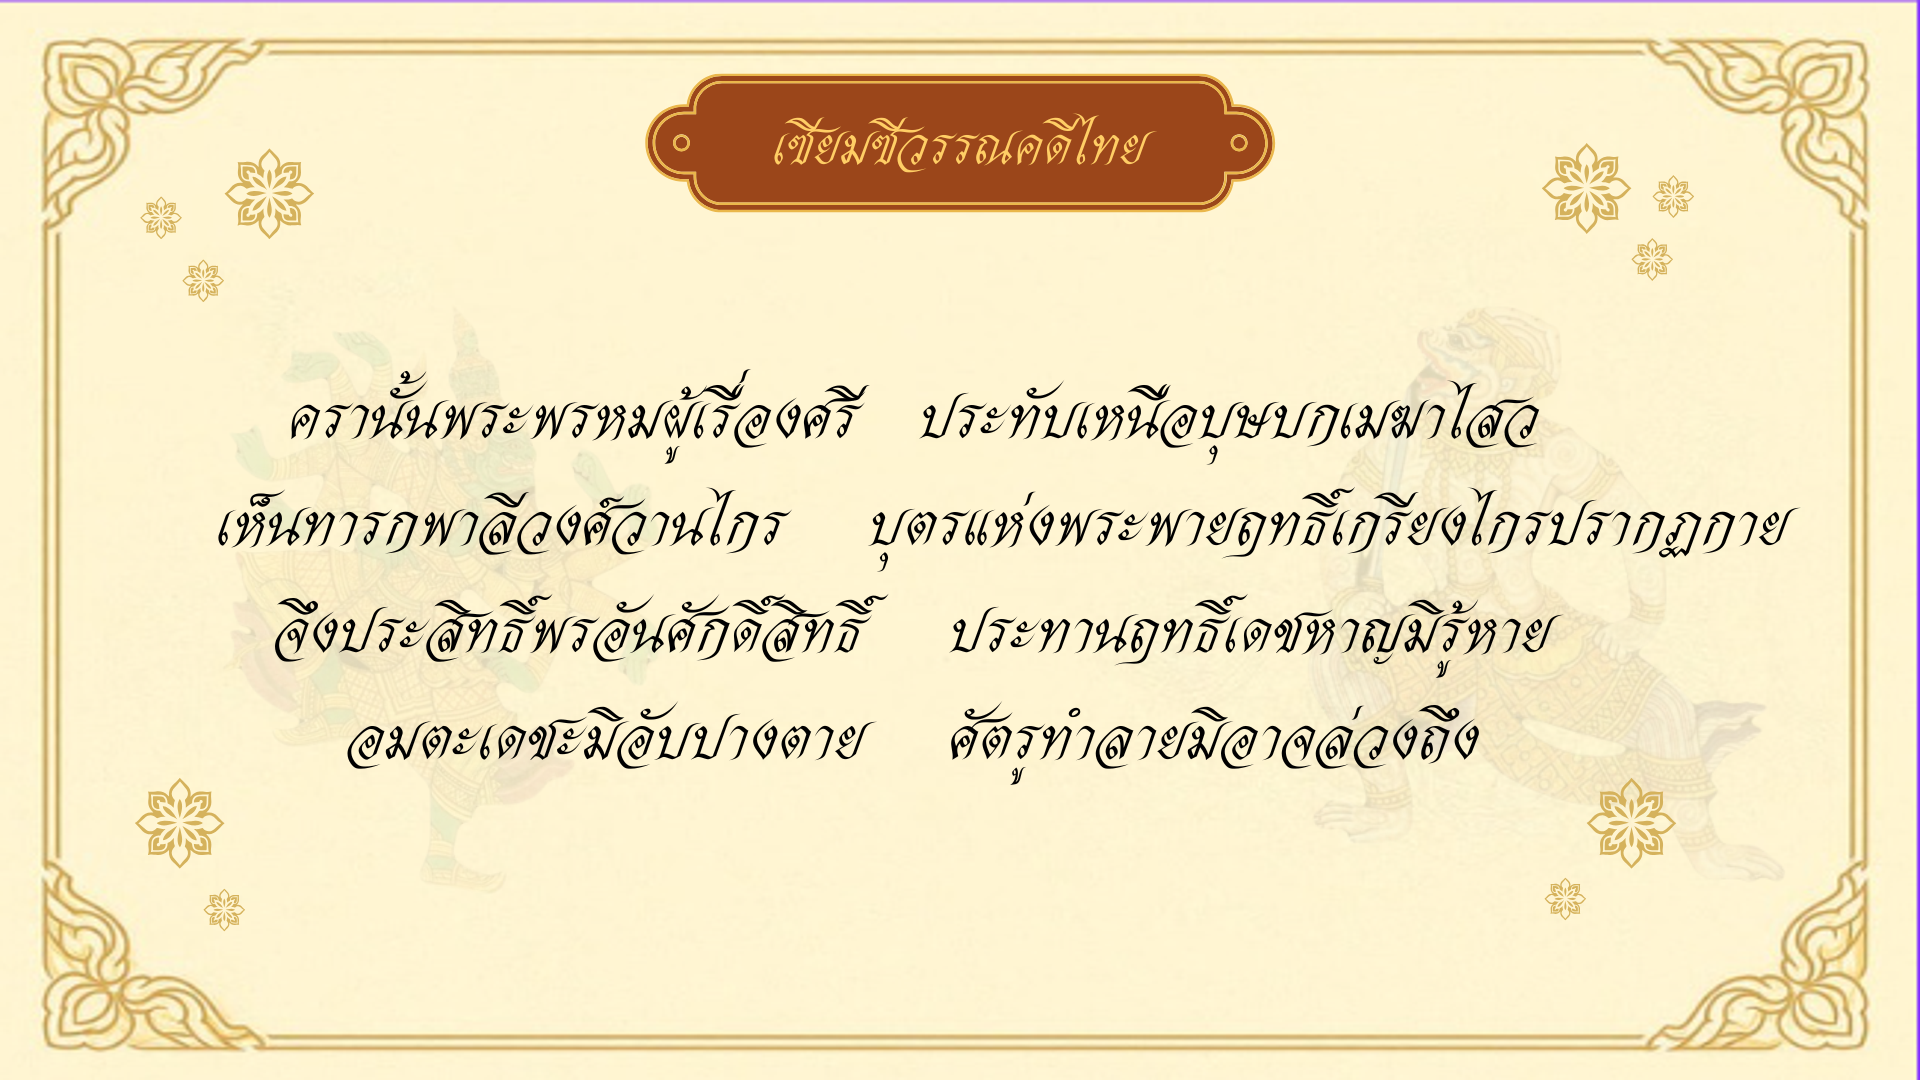 เซียมซีวรรณคดีไทย
ครานั้นพระพรหมผู้เรื่องศรี ประทับเหนือบุษบกเมฆาไสว
เห็นทารกพาลีวงศ์วานไกร บุตรแห่งพระพายฤทธิ์เกรียงไกรปรากฏกาย
จึงประสิทธิ์พรอันศักดิ์สิทธิ์ ประทานฤทธิ์เดชหาญมิรู้หาย
อมตะเดชะมิอับปางตาย ศัตรูทำลายมิอาจล่วงถึง